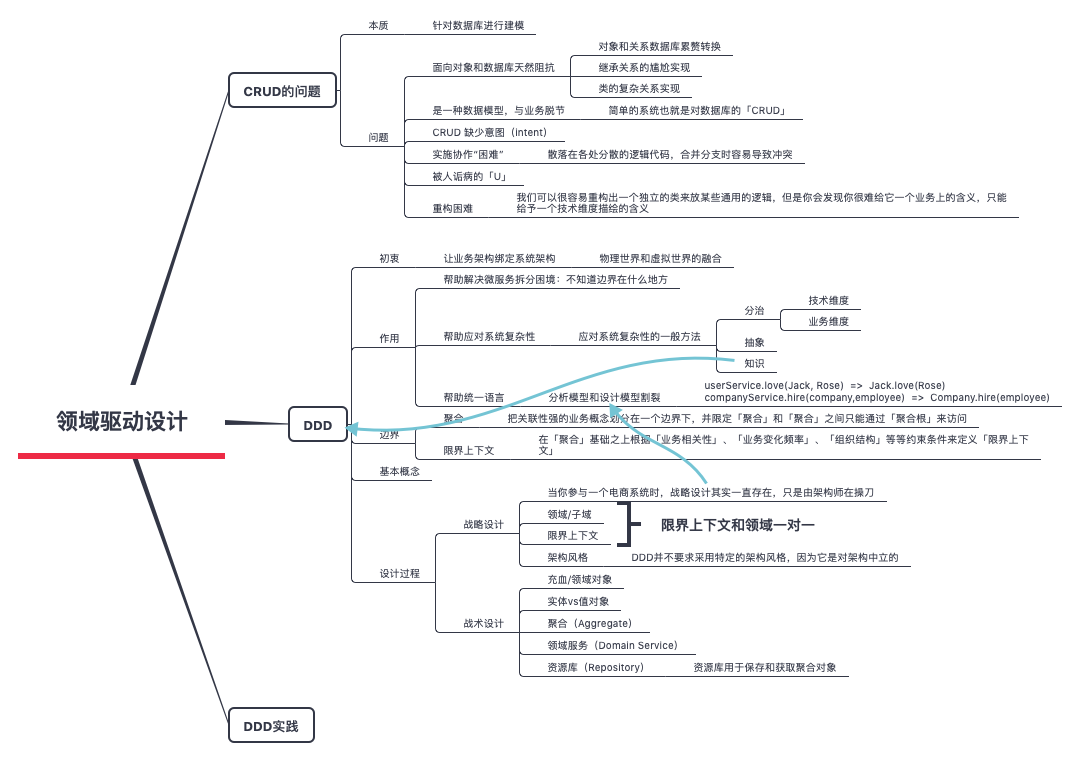 领域驱动设计
CRUD的问题
本质
针对数据库进行建模
问题
面向对象和数据库天然阻抗
对象和关系数据库累赘转换
继承关系的尴尬实现
类的复杂关系实现
是一种数据模型，与业务脱节
简单的系统也就是对数据库的「CRUD」
CRUD 缺少意图（intent）
实施协作“困难”
散落在各处分散的逻辑代码，合并分支时容易导致冲突
被人诟病的「U」
重构困难
我们可以很容易重构出一个独立的类来放某些通用的逻辑，但是你会发现你很难给它一个业务上的含义，只能
给予一个技术维度描绘的含义
DDD
初衷
让业务架构绑定系统架构
物理世界和虚拟世界的融合
作用
帮助解决微服务拆分困境：不知道边界在什么地方
帮助应对系统复杂性
应对系统复杂性的一般方法
分治
技术维度
业务维度
抽象
知识
帮助统一语言
分析模型和设计模型割裂
userService.love(Jack, Rose) => Jack.love(Rose)
companyService.hire(company,employee) => Company.hire(employee)
边界
聚合
把关联性强的业务概念划分在一个边界下，并限定「聚合」和「聚合」之间只能通过「聚合根」来访问
限界上下文
在「聚合」基础之上根据「业务相关性」、「业务变化频率」、「组织结构」等等约束条件来定义「限界上下
文」
基本概念
设计过程
战略设计
当你参与一个电商系统时，战略设计其实一直存在，只是由架构师在操刀
领域/子域
限界上下文
限界上下文和领域一对一
架构风格
DDD并不要求采用特定的架构风格，因为它是对架构中立的
战术设计
充血/领域对象
实体vs值对象
聚合（Aggregate）
领域服务（Domain Service）
资源库（Repository）
资源库用于保存和获取聚合对象
DDD实践